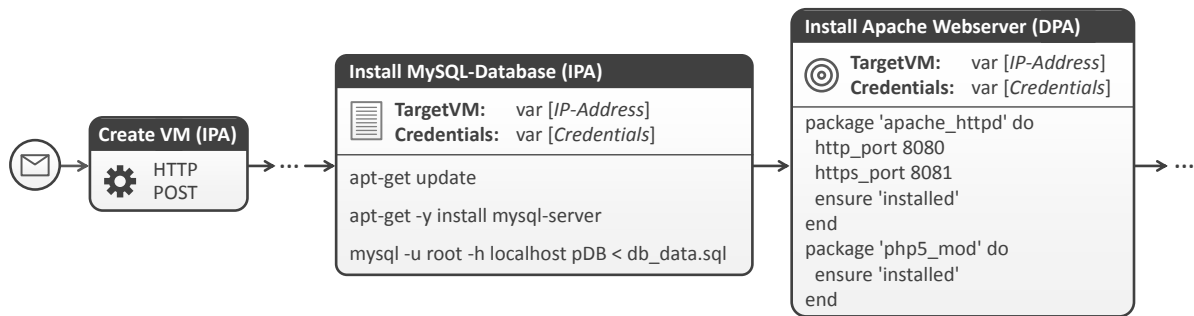 Create VM (IPA)
HTTP
POST
...
Install MySQL-Database (IPA)
TargetVM: var [IP-Address]
Credentials: var [Credentials]
apt-get update
apt-get -y install mysql-server
mysql -u root -h localhost pDB < db_data.sql
Install Apache Webserver (DPA)
TargetVM: var [IP-Address]
Credentials: var [Credentials]
package 'apache_httpd' do
http_port 8080
https_port 8081
ensure 'installed'
end
package 'php5_mod' do
ensure 'installed'
end
...